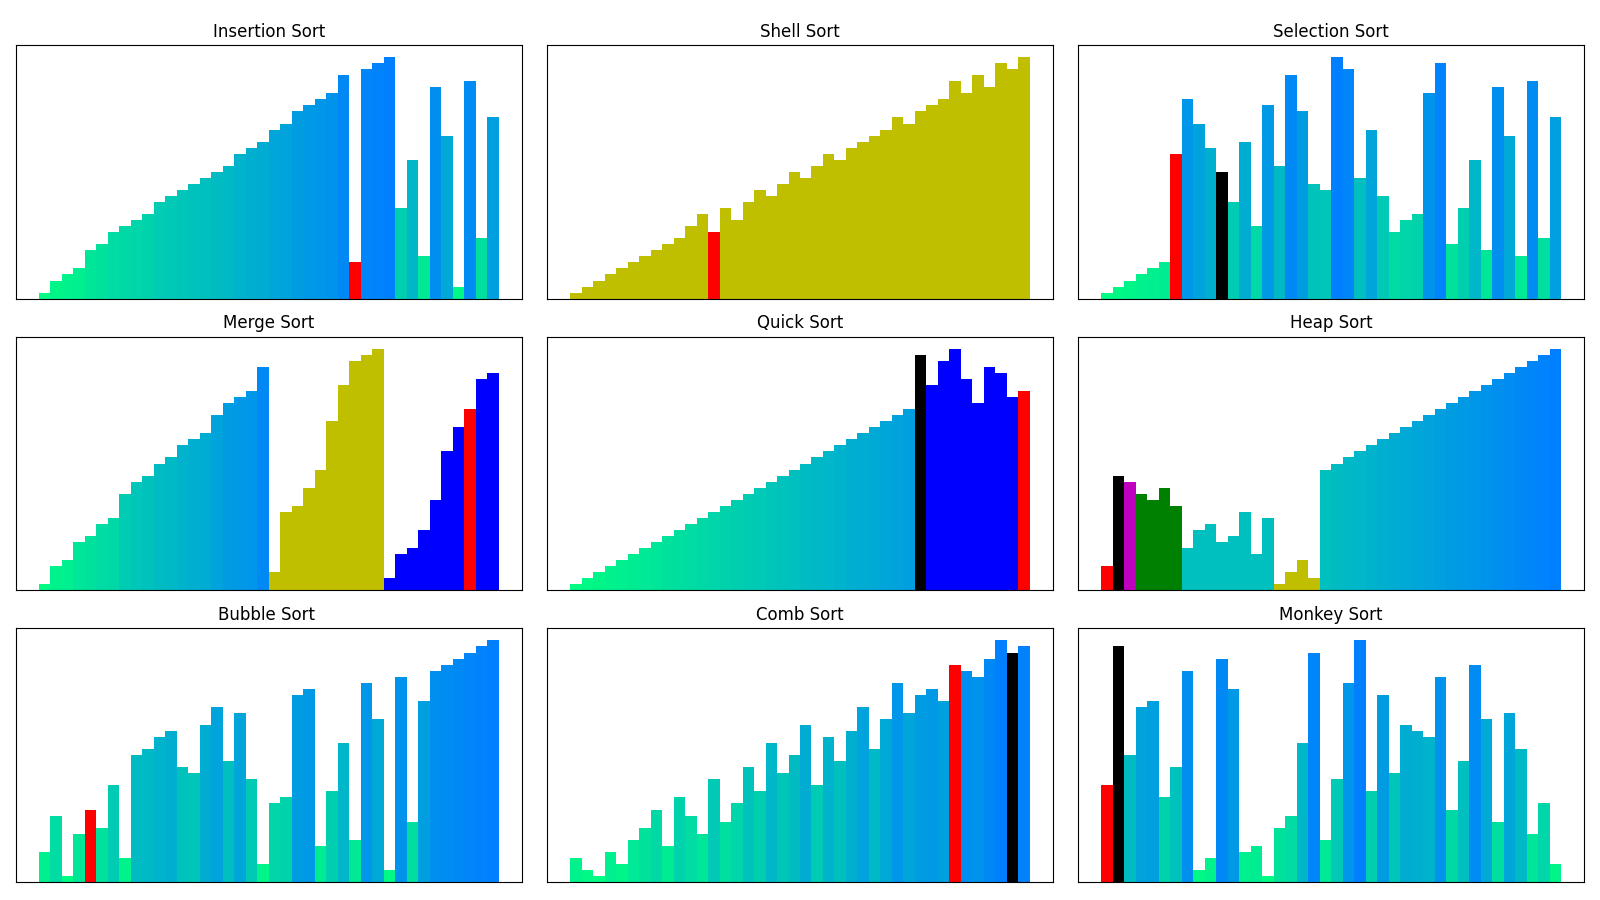 Insertion Sort
Shell Sort
Selection Sort
Merge Sort
Quick Sort
Heap Sort
Bubble Sort
Comb Sort
Monkey Sort